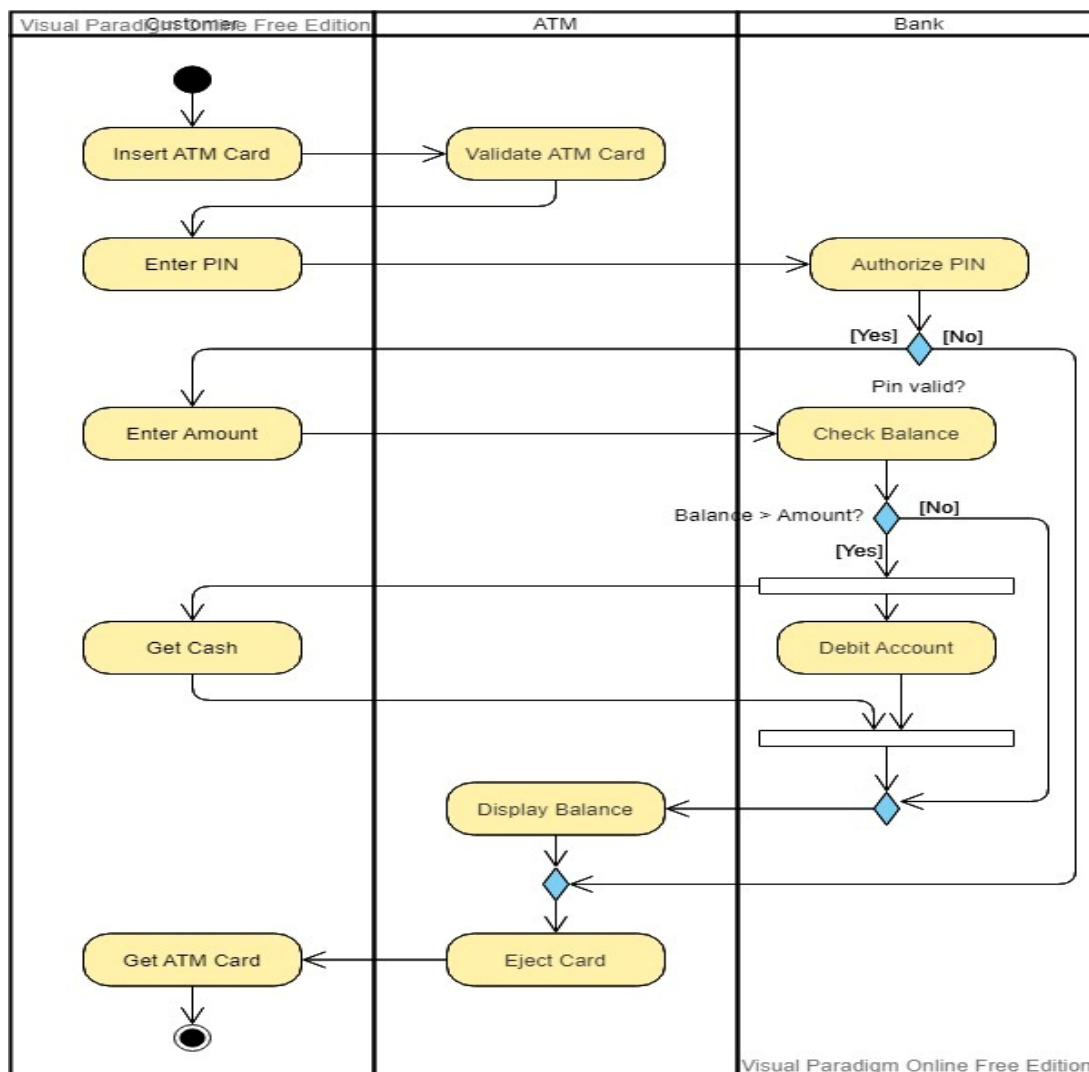 Visual Paradigm Online Free Edition
Customer
ATM
Bank
Insert ATM Card
Validate ATM Card
Enter PIN
Authorize PIN
[Yes]
[No]
Pin valid?
Enter Amount
Check Balance
Balance > Amount?
[No]
[Yes]
Get Cash
Debit Account
Display Balance
Get ATM Card
Eject Card
Visual Paradigm Online Free Edition